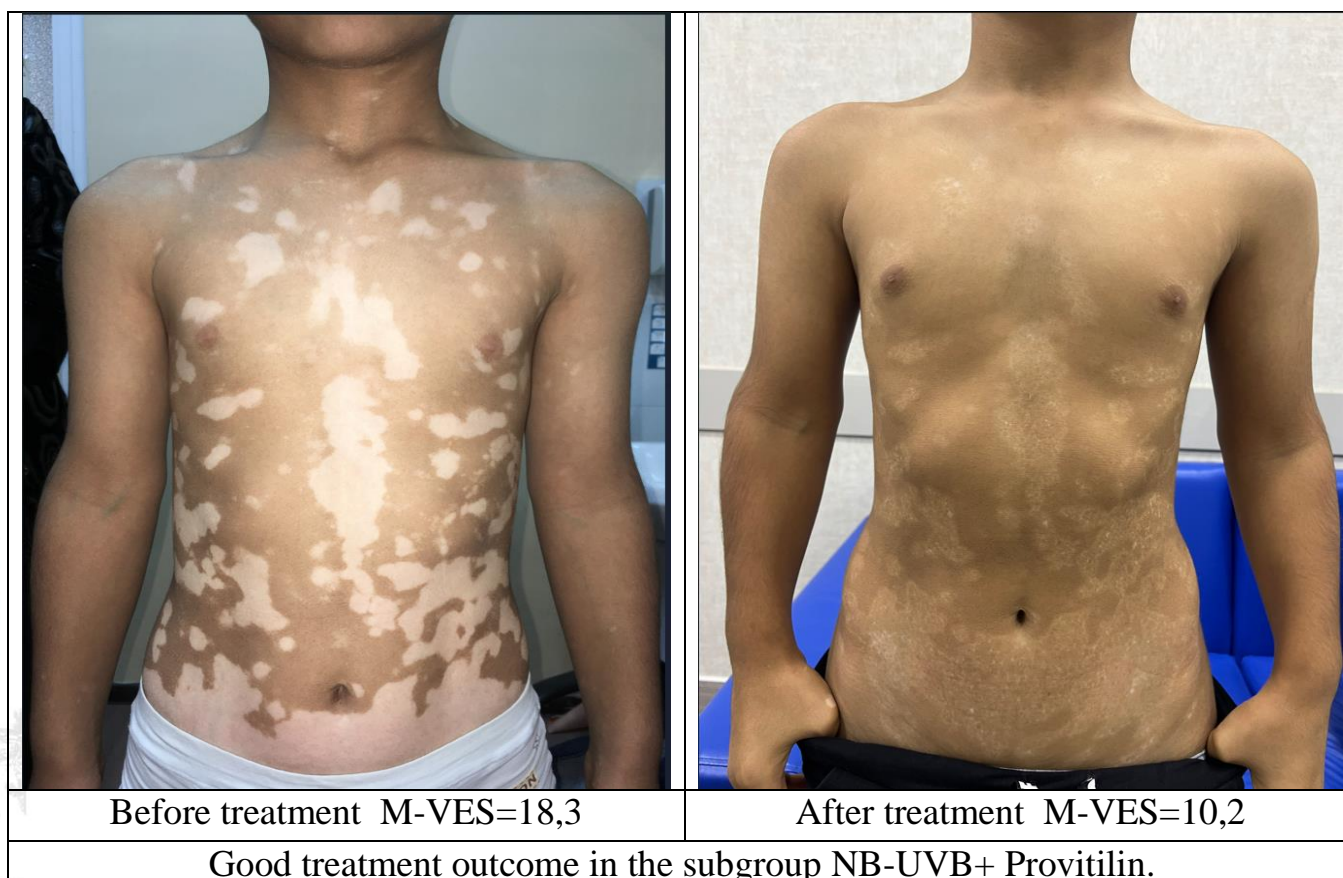 Before treatment M-VES=18,3
After treatment M-VES=10,2
Good treatment outcome in the subgroup NB-UVB+ Provitilin.